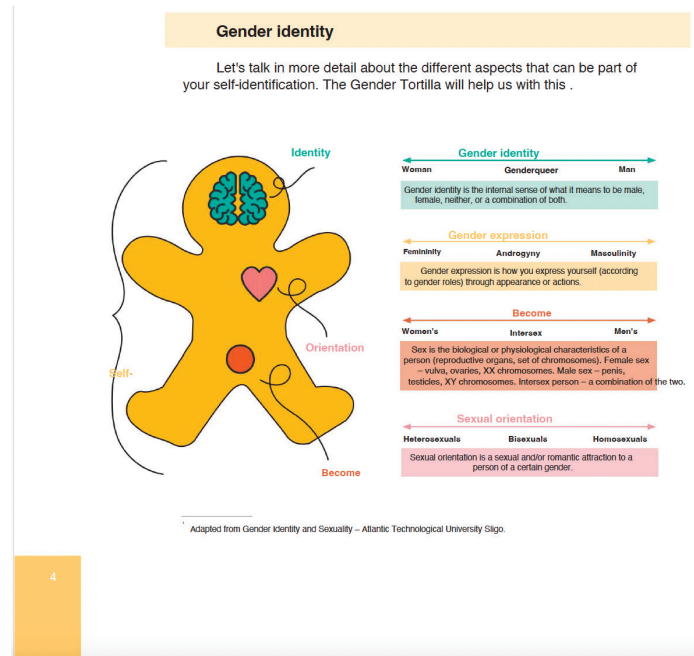 Gender identity
Let's talk in more detail about the different aspects that can be part of
your self-identification. The Gender Tortilla will help us with this .
Identity
Orientation
Self-
Become
Gender identity
Woman Genderqueer Man
Gender identity is the internal sense of what it means to be male,
female, neither, or a combination of both.
Gender expression
Femininity Androgyny Masculinity
Gender expression is how you express yourself (according
to gender roles) through appearance or actions.
Become
Women's Intersex Men's
Sex is the biological or physiological characteristics of a
person (reproductive organs, set of chromosomes). Female sex
– vulva, ovaries, XX chromosomes. Male sex – penis,
testicles, XY chromosomes. Intersex person – a combination of the two.
Sexual orientation
Heterosexuals Bisexuals Homosexuals
Sexual orientation is a sexual and/or romantic attraction to a
person of a certain gender.
Adapted from Gender Identity and Sexuality – Atlantic Technological University Sligo.
4